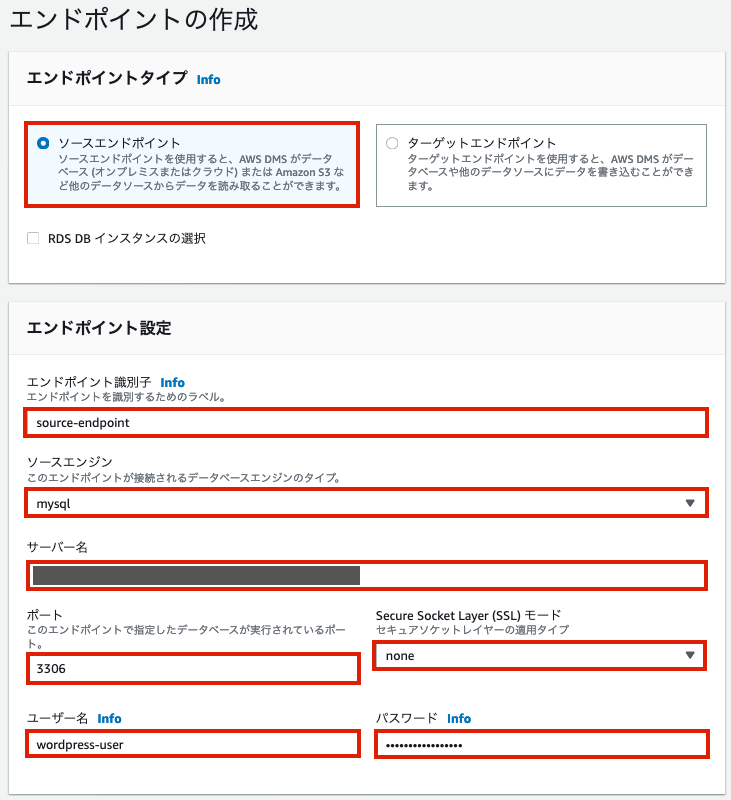 エンドポイントの作成
エンドポイントタイプ Info
ソースエンドポイント
ソースエンドポイントを使用すると、AWS DMS がデータ
ベース (オンプレミスまたはクラウド) または Amazon S3 な
ど他のデータソースからデータを読み取ることができます。
ターゲットエンドポイント
ターゲットエンドポイントを使用すると、AWS DMS がデー
タベースや他のデータソースにデータを書き込むことができ
ます。
RDS DB インスタンスの選択
エンドポイント設定
エンドポイント識別子 Info
エンドポイントを識別するためのラベル。
source-endpoint
ソースエンジン
このエンドポイントが接続されるデータベースエンジンのタイプ。
mysql
サーバー名
ポート
このエンドポイントで指定したデータベースが実行されているポー
ト。
3306
Secure Socket Layer (SSL) モード
セキュアソケットレイヤーの適用タイプ
none
ユーザー名 Info
wordpress-user
パスワード Info
•••••••••••••••••